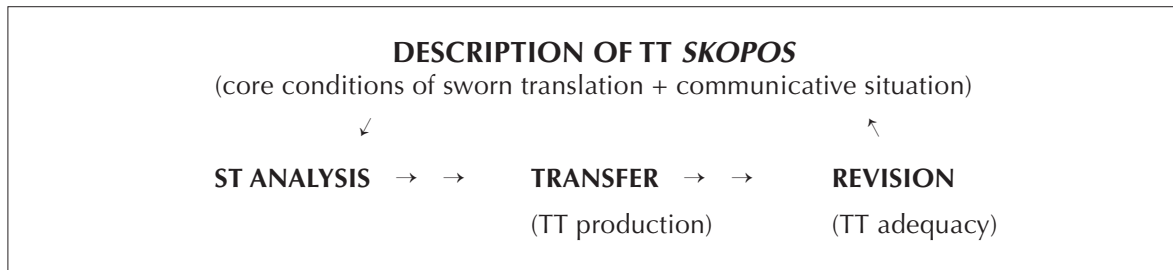 DESCRIPTION OF TT SKOPOS
(core conditions of sworn translation + communicative situation)
↙ ↖
ST ANALYSIS → → TRANSFER → → REVISION
(TT production) (TT adequacy)